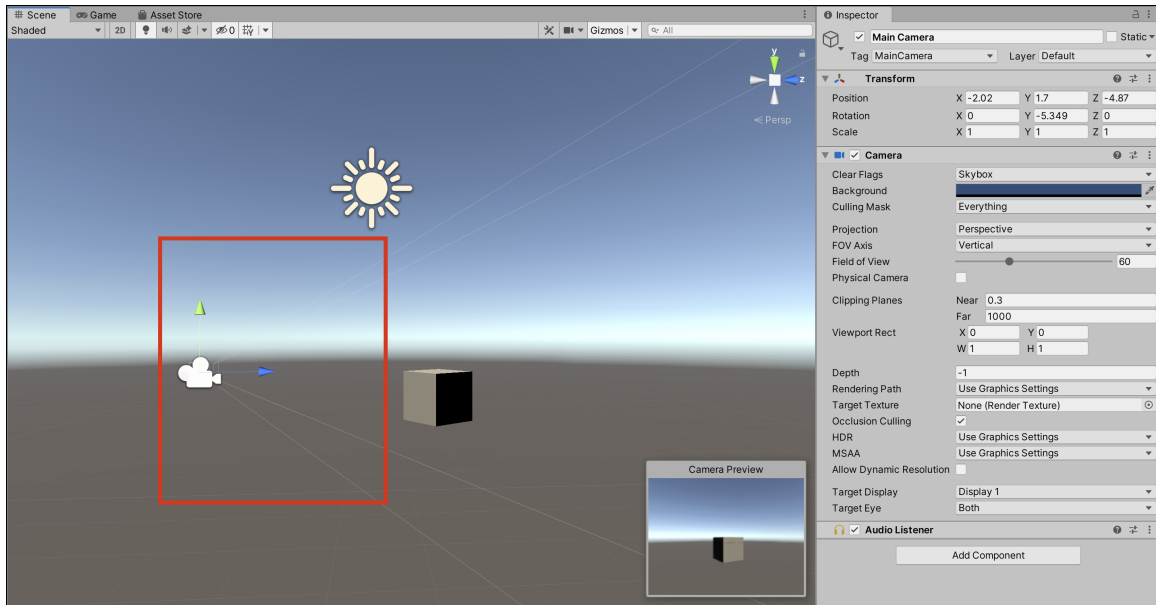 Scene Game Asset Store
Shaded 2D 0 Gizmos All
y
z
Persp
Camera Preview
Inspector
Main Camera Static
Tag MainCamera Layer Default
Transform
Position X -2.02 Y 1.7 Z -4.87
Rotation X 0 Y -5.349 Z 0
Scale X 1 Y 1 Z 1
Camera
Clear Flags Skybox
Background
Culling Mask Everything
Projection Perspective
FOV Axis Vertical
Field of View 60
Physical Camera
Clipping Planes Near 0.3
Far 1000
Viewport Rect X 0 Y 0
W 1 H 1
Depth -1
Rendering Path Use Graphics Settings
Target Texture None (Render Texture)
Occlusion Culling
HDR Use Graphics Settings
MSAA Use Graphics Settings
Allow Dynamic Resolution
Target Display Display 1
Target Eye Both
Audio Listener
Add Component